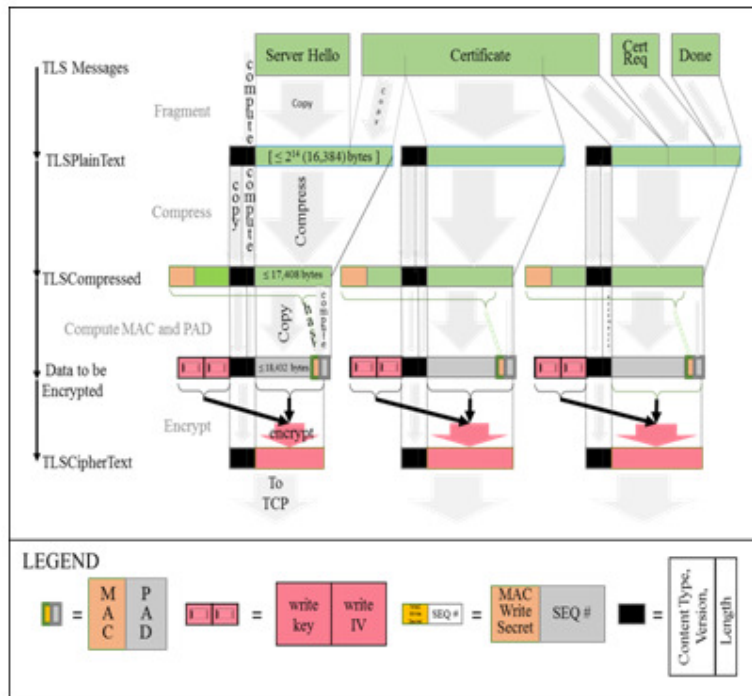 Server Hello
Certificate
Cert
Req
Done
TLS Messages
compute
Fragment
Copy
Copy
TLSPlainText
[ ≤ 2¹⁴ (16,384) bytes ]
copy
compute
Compress
Compress
TLSCompressed
≤ 17,408 bytes
Compute MAC and PAD
Copy
Data to be
Encrypted
≤ 18,432 bytes
Encrypt
encrypt
TLSCipherText
To
TCP
LEGEND
=
MAC
PAD
=
write
key
write
IV
SEQ #
=
MAC
Write
Secret
SEQ #
=
Content Type,
Version,
Length